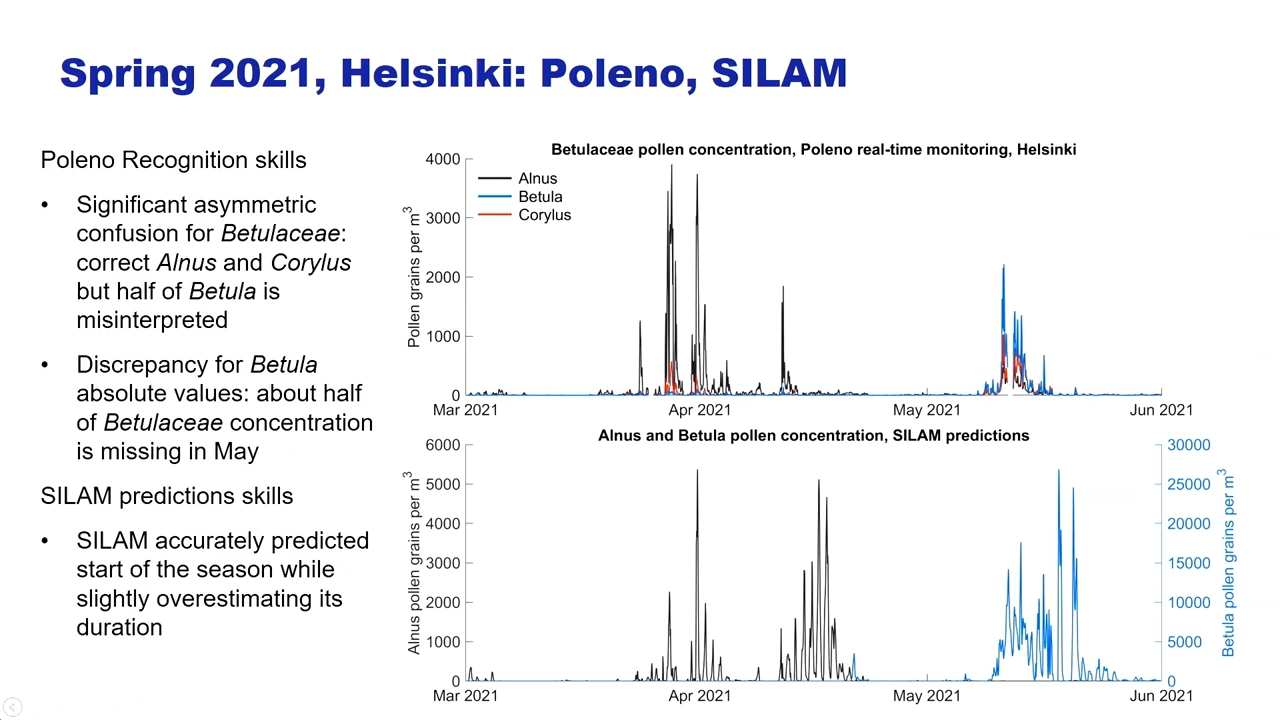 Spring 2021, Helsinki: Poleno, SILAM
Poleno Recognition skills
• Significant asymmetric
confusion for Betulaceae:
correct Alnus and Corylus
but half of Betula is
misinterpreted
• Discrepancy for Betula
absolute values: about half
of Betulaceae concentration
is missing in May
SILAM predictions skills
• SILAM accurately predicted
start of the season while
slightly overestimating its
duration
Betulaceae pollen concentration, Poleno real-time monitoring, Helsinki
Pollen grains per m3
4000
3000
2000
1000
0
Alnus
Betula
Corylus
Mar 2021
Apr 2021
May 2021
Jun 2021
Alnus and Betula pollen concentration, SILAM predictions
Alnus pollen grains per m3
6000
5000
4000
3000
2000
1000
0
30000
25000
20000
15000
10000
5000
0
Betula pollen grains per m3
Mar 2021
Apr 2021
May 2021
Jun 2021